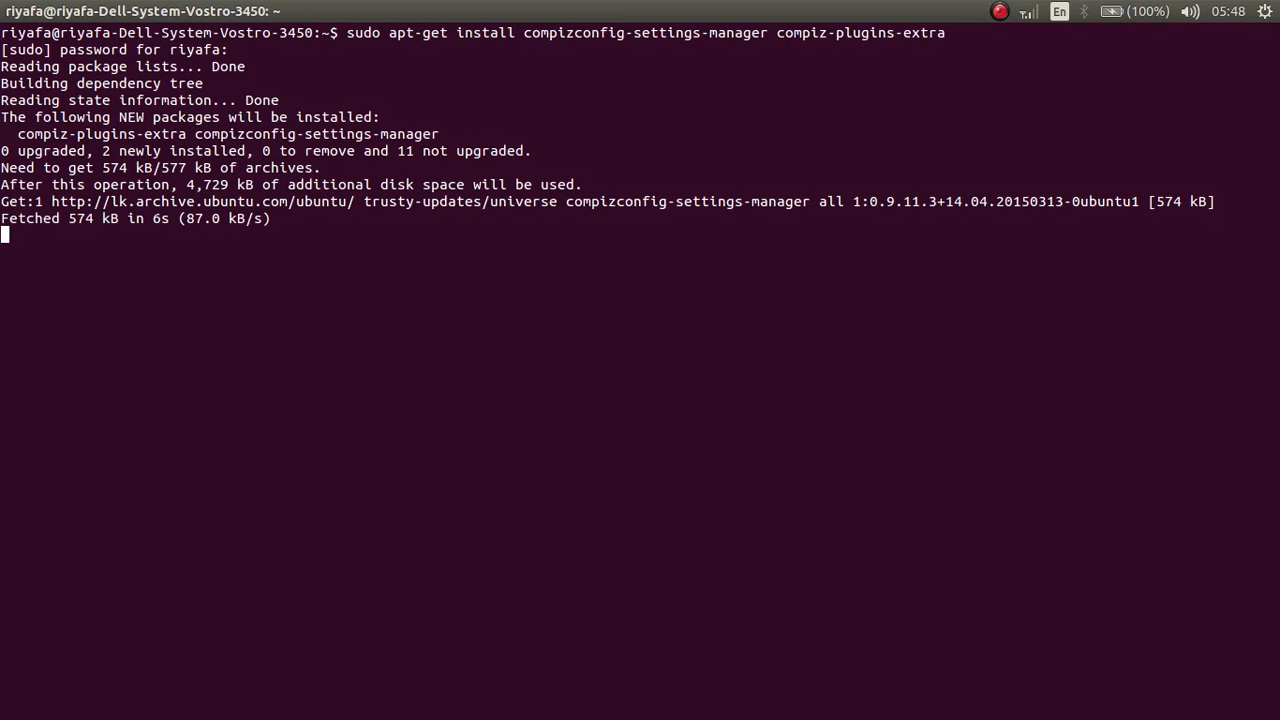 riyafa@riyafa-Dell-System-Vostro-3450: ~
En
(100%)
05:48
riyafa@riyafa-Dell-System-Vostro-3450:~$ sudo apt-get install compizconfig-settings-manager compiz-plugins-extra
[sudo] password for riyafa:
Reading package lists... Done
Building dependency tree
Reading state information... Done
The following NEW packages will be installed:
  compiz-plugins-extra compizconfig-settings-manager
0 upgraded, 2 newly installed, 0 to remove and 11 not upgraded.
Need to get 574 kB/577 kB of archives.
After this operation, 4,729 kB of additional disk space will be used.
Get:1 http://lk.archive.ubuntu.com/ubuntu/ trusty-updates/universe compizconfig-settings-manager all 1:0.9.11.3+14.04.20150313-0ubuntu1 [574 kB]
Fetched 574 kB in 6s (87.0 kB/s)